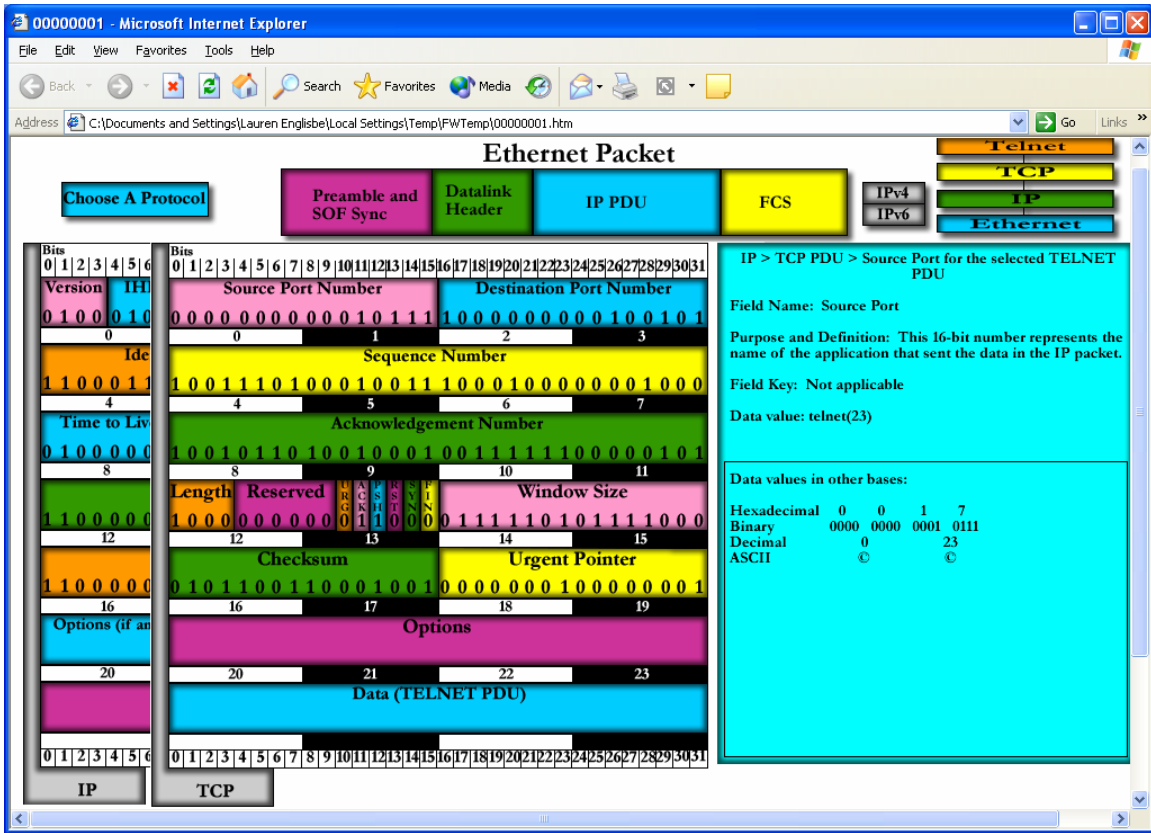 00000001 - Microsoft Internet Explorer
File Edit View Favorites Tools Help
Back Search Favorites Media
Address C:\Documents and Settings\Lauren Englisbe\Local Settings\Temp\FWTemp\00000001.htm Go Links »
Ethernet Packet
Choose A Protocol
Preamble and SOF Sync
Datalink Header
IP PDU
FCS
IPv4
IPv6
Telnet
TCP
IP
Ethernet
Bits
0 1 2 3 4 5 6
Version IHI
0 1 0 0 0 1 0
0
Ide
1 1 0 0 0 1 1
4
Time to Liv
0 1 0 0 0 0 0
8
1 1 0 0 0 0 0
12
1 1 0 0 0 0 0
16
Options (if an
20
0 1 2 3 4 5 6
IP
Bits
0 1 2 3 4 5 6 7 8 9 10 11 12 13 14 15 16 17 18 19 20 21 22 23 24 25 26 27 28 29 30 31
Source Port Number Destination Port Number
0 0 0 0 0 0 0 0 0 0 0 1 0 1 1 1 1 0 0 0 0 0 0 0 0 0 1 0 0 1 0 1
0 1 2 3
Sequence Number
1 0 0 1 1 1 0 1 0 0 0 1 0 0 1 1 1 0 0 0 1 0 0 0 0 0 0 0 1 0 0 0
4 5 6 7
Acknowledgement Number
1 0 0 1 0 1 1 0 1 0 0 1 0 0 0 1 0 0 1 1 1 1 1 1 0 0 0 0 0 1 0 1
8 9 10 11
Length Reserved URG ACK PSH RST SYN FIN Window Size
1 0 0 0 0 0 0 0 0 0 0 1 1 0 0 0 0 1 1 1 1 1 0 1 0 1 1 1 1 0 0 0
12 13 14 15
Checksum Urgent Pointer
0 1 0 1 1 0 0 1 1 0 0 0 1 0 0 1 0 0 0 0 0 0 0 1 0 0 0 0 0 0 0 1
16 17 18 19
Options
20 21 22 23
Data (TELNET PDU)
0 1 2 3 4 5 6 7 8 9 10 11 12 13 14 15 16 17 18 19 20 21 22 23 24 25 26 27 28 29 30 31
TCP
IP > TCP PDU > Source Port for the selected TELNET
PDU
Field Name: Source Port
Purpose and Definition: This 16-bit number represents the
name of the application that sent the data in the IP packet.
Field Key: Not applicable
Data value: telnet(23)
Data values in other bases:
Hexadecimal 0 0 1 7
Binary 0000 0000 0001 0111
Decimal 0 23
ASCII © ©